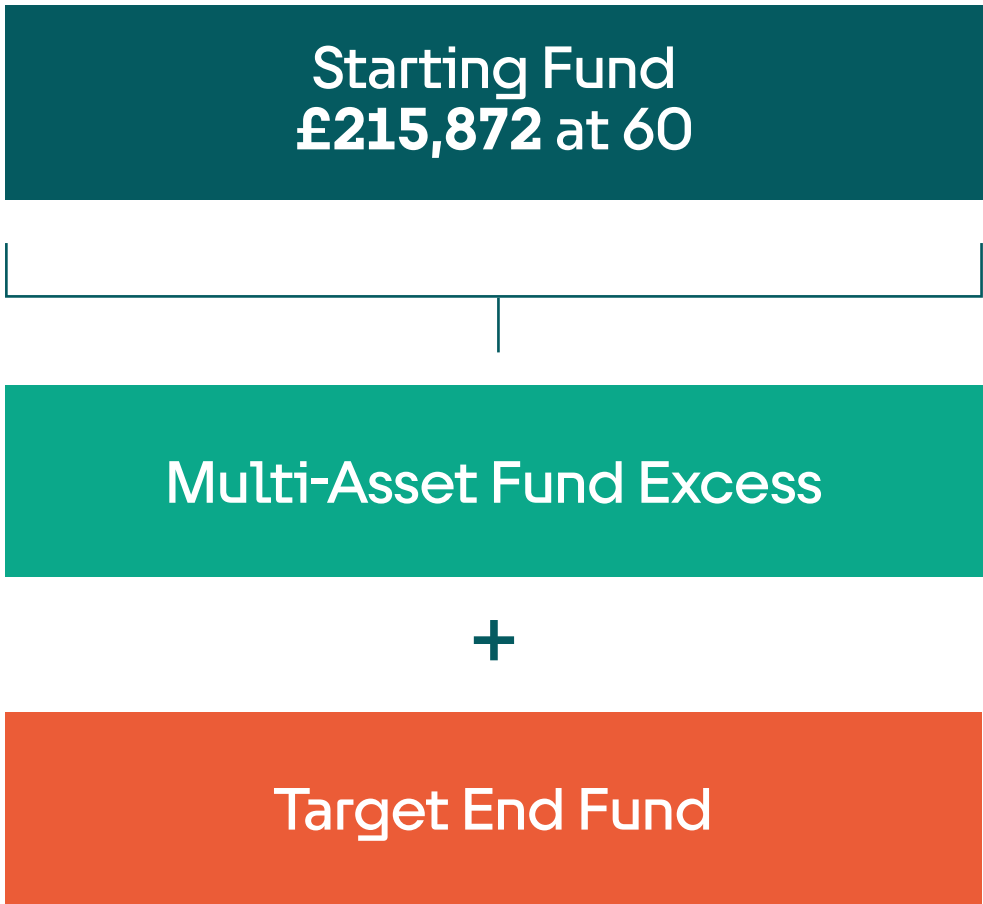 Starting Fund
£215,872 at 60
Multi-Asset Fund Excess
+
Target End Fund